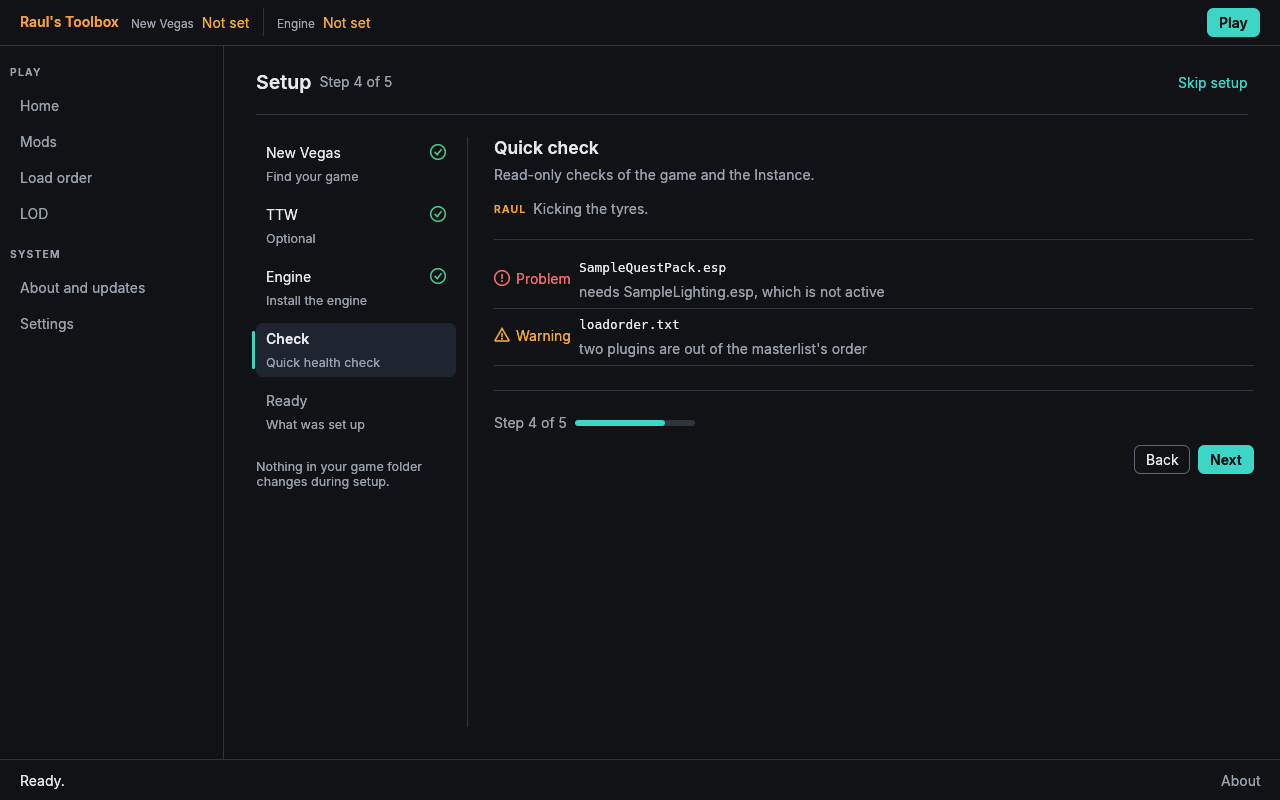 Raul's Toolbox New Vegas Not set Engine Not set Play
PLAY
Home
Mods
Load order
LOD
SYSTEM
About and updates
Settings
Setup Step 4 of 5 Skip setup
New Vegas
Find your game
TTW
Optional
Engine
Install the engine
Check
Quick health check
Ready
What was set up
Nothing in your game folder
changes during setup.
Quick check
Read-only checks of the game and the Instance.
RAUL Kicking the tyres.
Problem SampleQuestPack.esp
needs SampleLighting.esp, which is not active
Warning loadorder.txt
two plugins are out of the masterlist's order
Step 4 of 5
Back Next
Ready. About